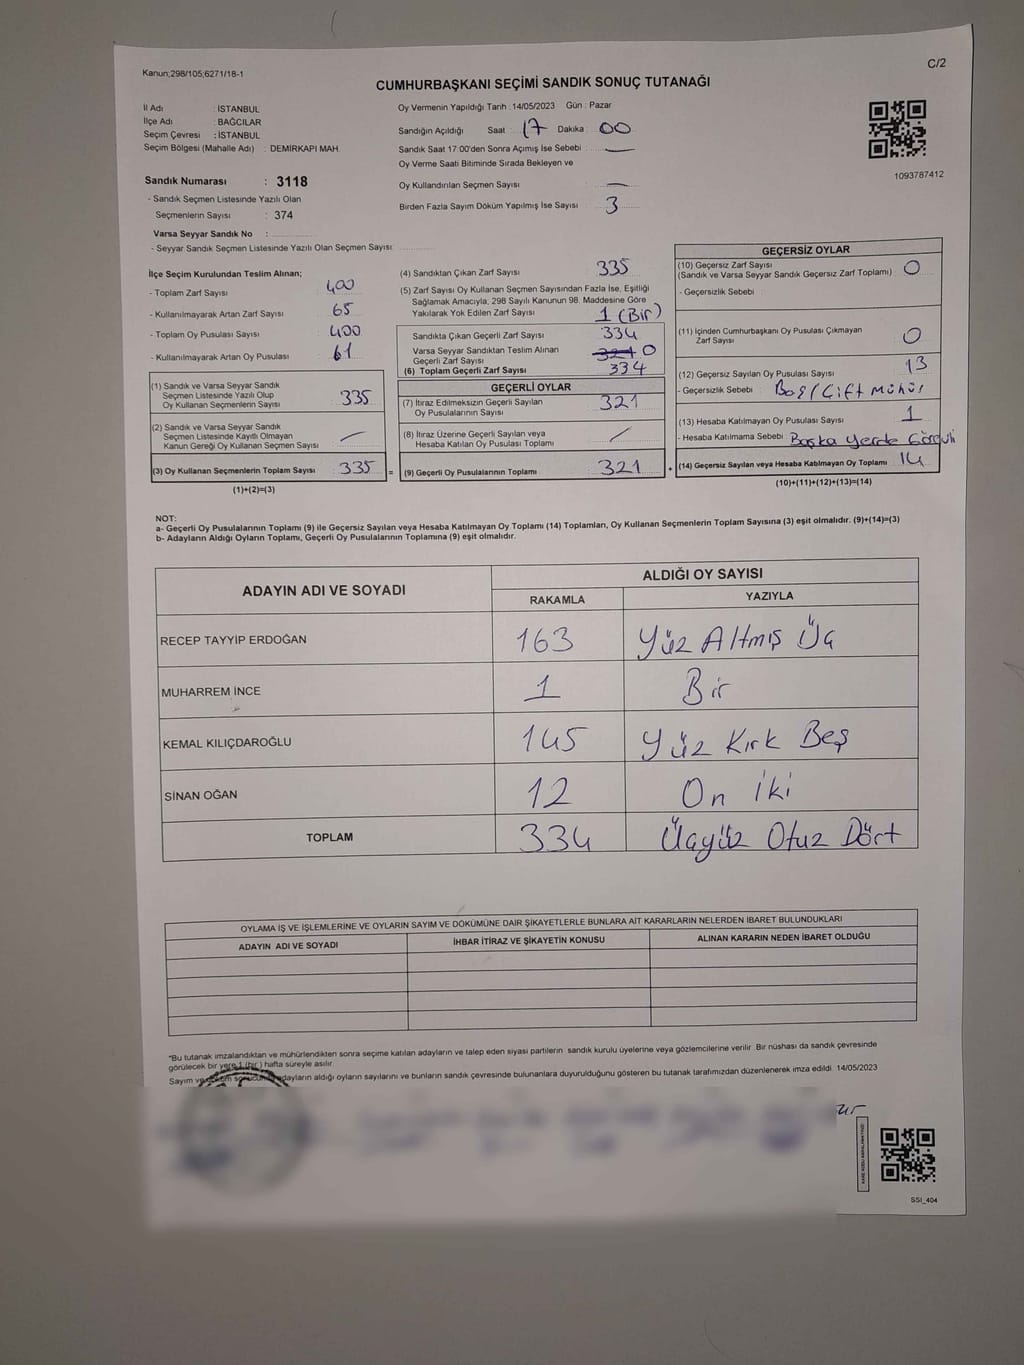 Kanun;298/105;6271/18-1
C/2
CUMHURBAŞKANI SEÇİMİ SANDIK SONUÇ TUTANAĞI
İl Adı : İSTANBUL
İlçe Adı : BAĞCILAR
Seçim Çevresi : İSTANBUL
Seçim Bölgesi (Mahalle Adı) : DEMİRKAPI MAH.
Sandık Numarası : 3118
- Sandık Seçmen Listesinde Yazılı Olan
Seçmenlerin Sayısı : 374
Varsa Seyyar Sandık No :
- Seyyar Sandık Seçmen Listesinde Yazılı Olan Seçmen Sayısı
Oy Vermenin Yapıldığı Tarih :14/05/2023 Gün : Pazar
Sandığın Açıldığı Saat : 17 Dakika : 00
Sandık Saat 17:00'den Sonra Açımış İse Sebebi : —
Oy Verme Saati Bitiminde Sırada Bekleyen ve
Oy Kullandırılan Seçmen Sayısı —
Birden Fazla Sayım Döküm Yapılmış İse Sayısı 3
1093787412
İlçe Seçim Kurulundan Teslim Alınan;
- Toplam Zarf Sayısı : 400
- Kullanılmayarak Artan Zarf Sayısı : 65
- Toplam Oy Pusulası Sayısı : 400
- Kullanılmayarak Artan Oy Pusulası : 61
(1) Sandık ve Varsa Seyyar Sandık
Seçmen Listesinde Yazılı Olup
Oy Kullanan Seçmenlerin Sayısı : 335
(2) Sandık ve Varsa Seyyar Sandık
Seçmen Listesinde Kayıtlı Olmayan
Kanun Gereği Oy Kullanan Seçmen Sayısı : —
(3) Oy Kullanan Seçmenlerin Toplam Sayısı : 335 =
(1)+(2)=(3)
(4) Sandıktan Çıkan Zarf Sayısı 335
(5) Zarf Sayısı Oy Kullanan Seçmen Sayısından Fazla İse, Eşitliği
Sağlamak Amacıyla, 298 Sayılı Kanunun 98. Maddesine Göre
Yakılarak Yok Edilen Zarf Sayısı : 1 (Bir)
Sandıkta Çıkan Geçerli Zarf Sayısı : 334
Varsa Seyyar Sandıktan Teslim Alınan
Geçerli Zarf Sayısı 0
(6) Toplam Geçerli Zarf Sayısı 334
GEÇERLİ OYLAR
(7) İtiraz Edilmeksizin Geçerli Sayılan
Oy Pusulalarının Sayısı : 321
(8) İtiraz Üzerine Geçerli Sayılan veya
Hesaba Katılan Oy Pusulası Toplamı : /
(9) Geçerli Oy Pusulalarının Toplamı : 321
GEÇERSİZ OYLAR
(10) Geçersiz Zarf Sayısı
(Sandık ve Varsa Seyyar Sandık Geçersiz Zarf Toplamı) : 0
- Geçersizlik Sebebi :
(11) İçinden Cumhurbaşkanı Oy Pusulası Çıkmayan
Zarf Sayısı : 0
(12) Geçersiz Sayılan Oy Pusulası Sayısı : 13
- Geçersizlik Sebebi : Boş/Çift Mühür
(13) Hesaba Katılmayan Oy Pusulası Sayısı : 1
- Hesaba Katılmama Sebebi : Başka yerde Görevli
(14) Geçersiz Sayılan veya Hesaba Katılmayan Oy Toplamı : 14
(10)+(11)+(12)+(13)=(14)
NOT:
a- Geçerli Oy Pusulalarının Toplamı (9) ile Geçersiz Sayılan veya Hesaba Katılmayan Oy Toplamı (14) Toplamları, Oy Kullanan Seçmenlerin Toplam Sayısına (3) eşit olmalıdır. (9)+(14)=(3)
b- Adayların Aldığı Oyların Toplamı, Geçerli Oy Pusulalarının Toplamına (9) eşit olmalıdır.
ADAYIN ADI VE SOYADI ALDIĞI OY SAYISI
RAKAMLA YAZIYLA
RECEP TAYYİP ERDOĞAN 163 Yüz Altmış Üç
MUHARREM İNCE 1 Bir
KEMAL KILIÇDAROĞLU 145 Yüz Kırk Beş
SİNAN OĞAN 12 On iki
TOPLAM 334 Üçyüz Otuz Dört
OYLAMA İŞ VE İŞLEMLERİNE VE OYLARIN SAYIM VE DÖKÜMÜNE DAİR ŞİKAYETLERLE BUNLARA AİT KARARLARIN NELERDEN İBARET BULUNDUKLARI
ADAYIN ADI VE SOYADI İHBAR İTİRAZ VE ŞİKAYETİN KONUSU ALINAN KARARIN NEDEN İBARET OLDUĞU
*Bu tutanak imzalandıktan ve mühürlendikten sonra seçime katılan adayların ve talep eden siyasi partilerin sandık kurulu üyelerine veya gözlemcilerine verilir. Bir nüshası da sandık çevresinde
görülecek bir yere 1 (bir) hafta süreyle asılır.
Sayım ve adayların aldığı oyların sayılarını ve bunların sandık çevresinde bulunanlara duyurulduğunu gösteren bu tutanak tarafımızdan düzenlenerek imza edildi. 14/05/2023
SSI_404